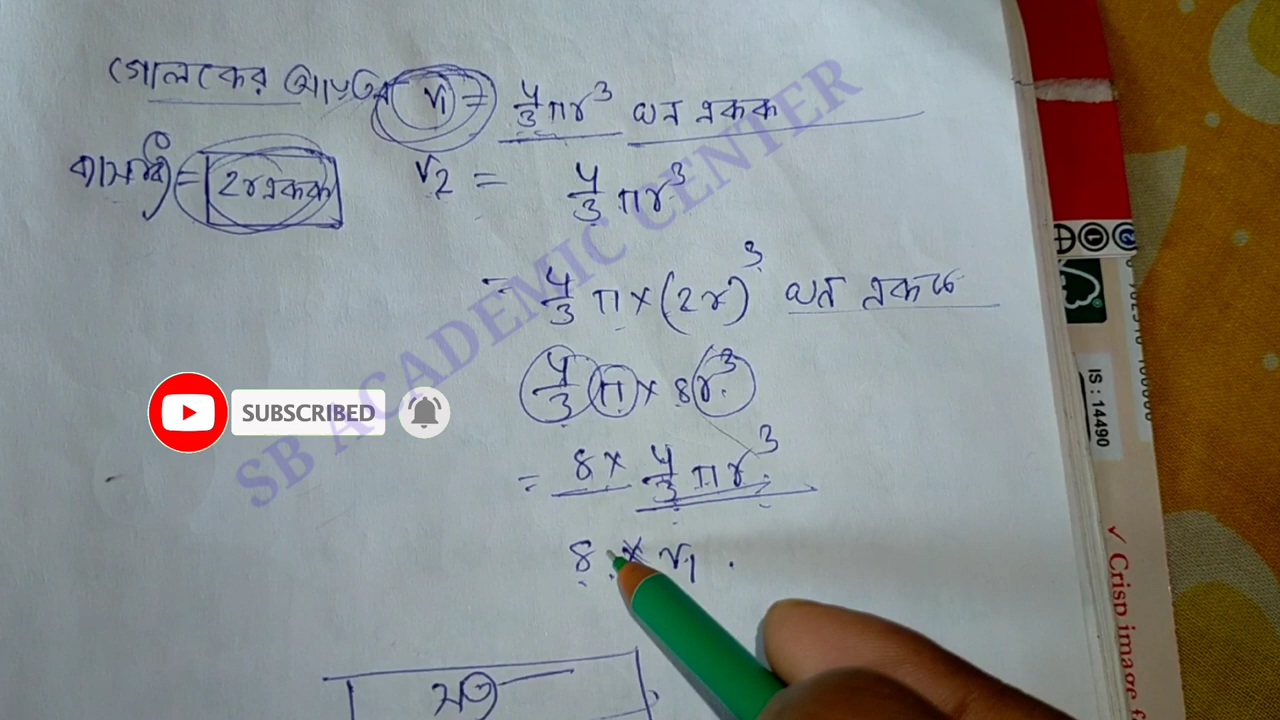 গোলকের আয়তন V₁ = 4/3 πr³ ঘন একক
ব্যাসার্ধ = 2r একক
V₂ = 4/3 πr³
= 4/3 π × (2r)³ ঘন একক
4/3 π × 8r³
= 8 × 4/3 πr³
8 × V₁ .
SUBSCRIBED
SB ACADEMIC CENTER
IS : 14490
✓ Crisp image